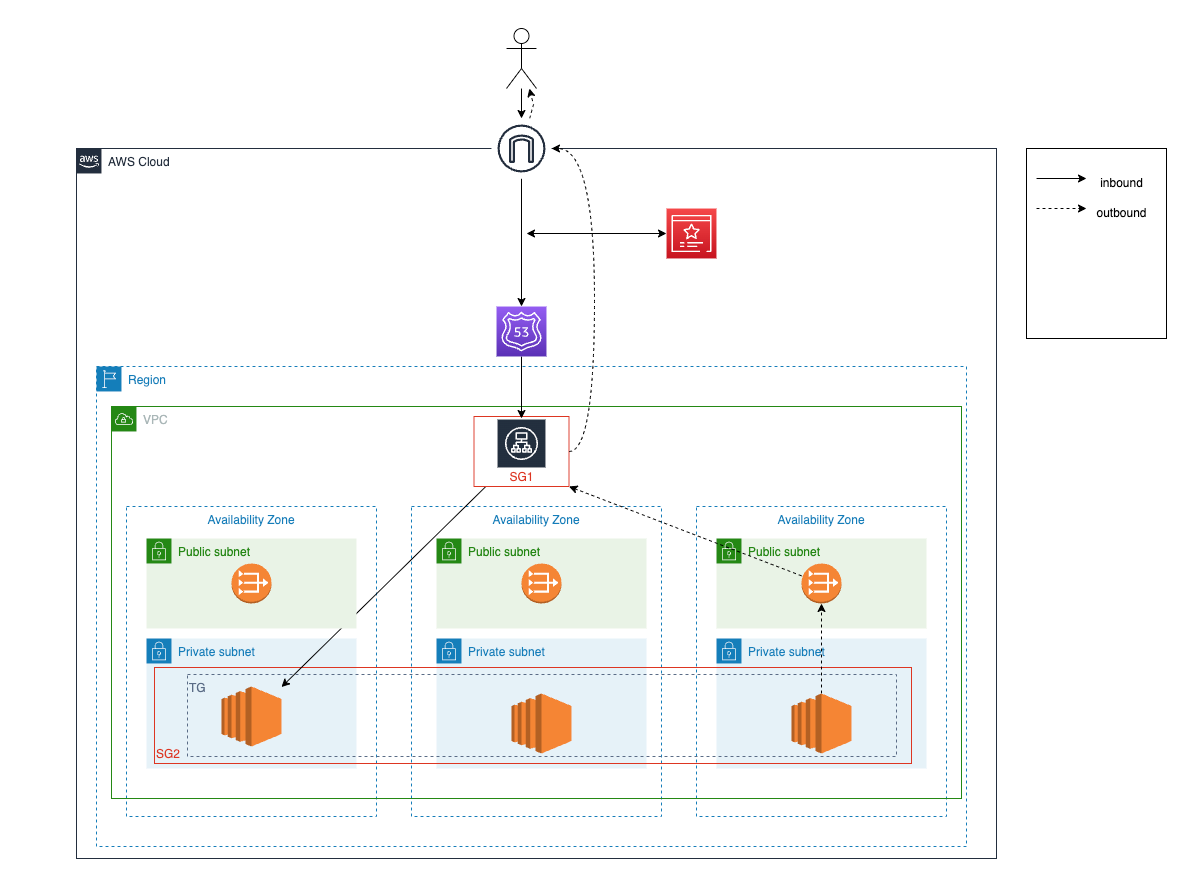 aws
AWS Cloud
inbound
outbound
53
Region
VPC
SG1
Availability Zone
Availability Zone
Availability Zone
Public subnet
Public subnet
Public subnet
Private subnet
Private subnet
Private subnet
TG
SG2